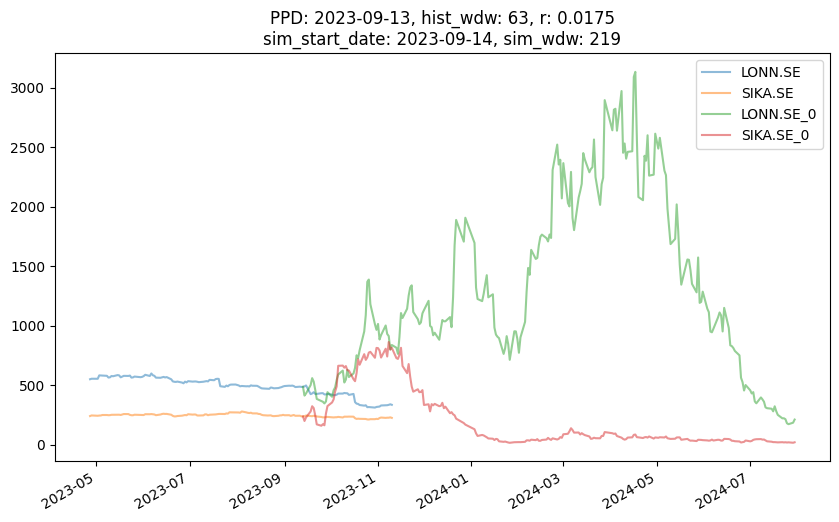 PPD: 2023-09-13, hist_wdw: 63, r: 0.0175
sim_start_date: 2023-09-14, sim_wdw: 219
LONN.SE
SIKA.SE
LONN.SE_0
SIKA.SE_0
3000
2500
2000
1500
1000
500
0
2023-05
2023-07
2023-09
2023-11
2024-01
2024-03
2024-05
2024-07